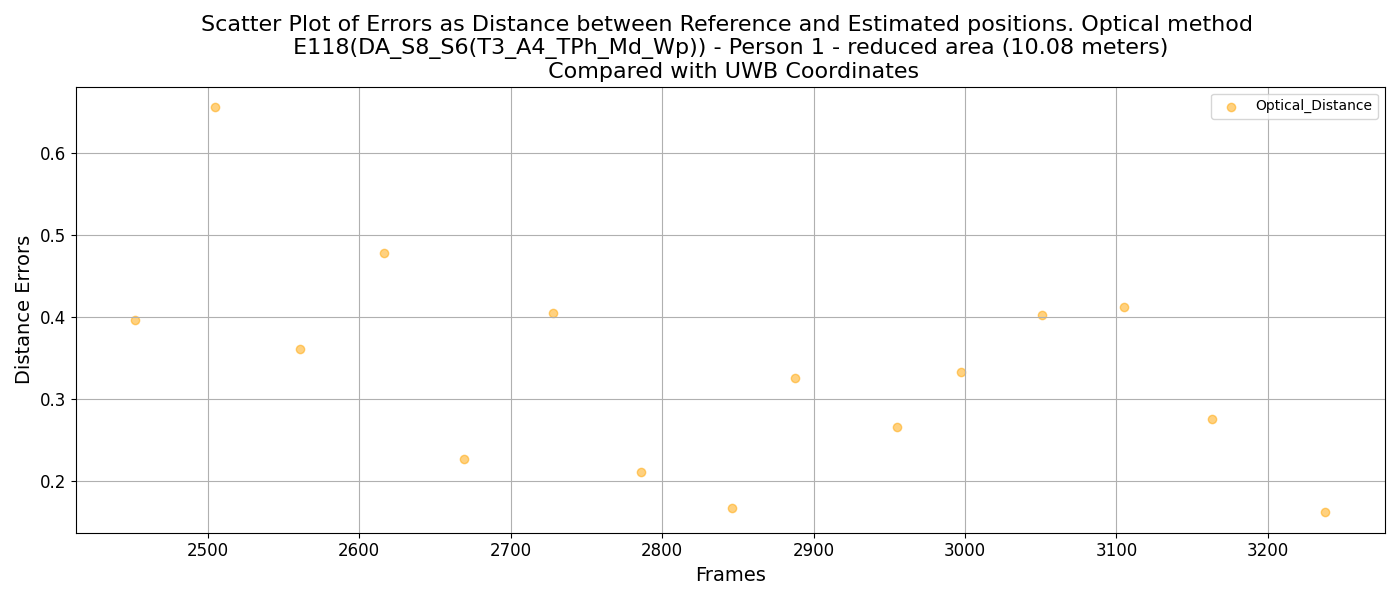 Scatter Plot of Errors as Distance between Reference and Estimated positions. Optical method
E118(DA_S8_S6(T3_A4_TPh_Md_Wp)) - Person 1 - reduced area (10.08 meters)
Compared with UWB Coordinates
Optical_Distance
Distance Errors
0.6
0.5
0.4
0.3
0.2
2500 2600 2700 2800 2900 3000 3100 3200
Frames